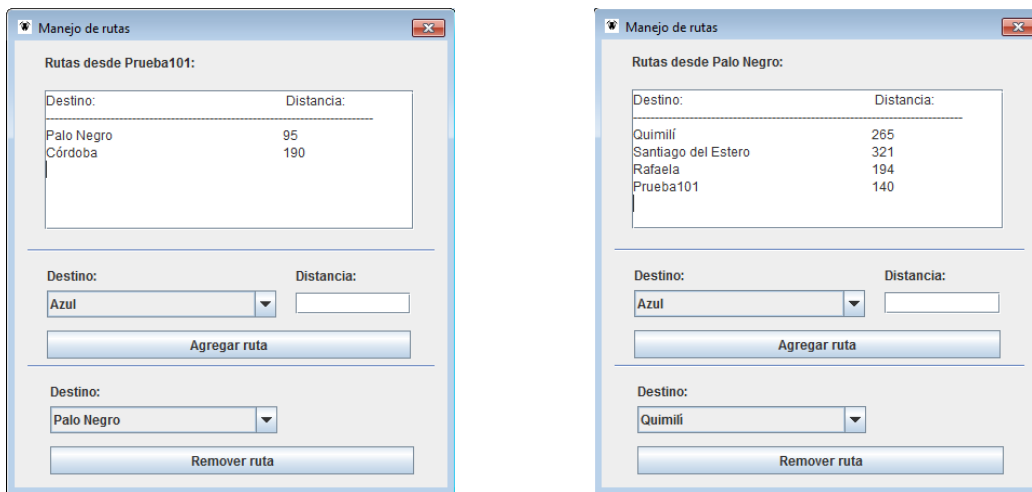 Manejo de rutas
Rutas desde Prueba101:
Destino: Distancia:
--------------------------------------------------------------------------------
Palo Negro 95
Córdoba 190
Destino: Distancia:
Azul
Agregar ruta
Destino:
Palo Negro
Remover ruta
Manejo de rutas
Rutas desde Palo Negro:
Destino: Distancia:
--------------------------------------------------------------------------------
Quimilí 265
Santiago del Estero 321
Rafaela 194
Prueba101 140
Destino: Distancia:
Azul
Agregar ruta
Destino:
Quimilí
Remover ruta